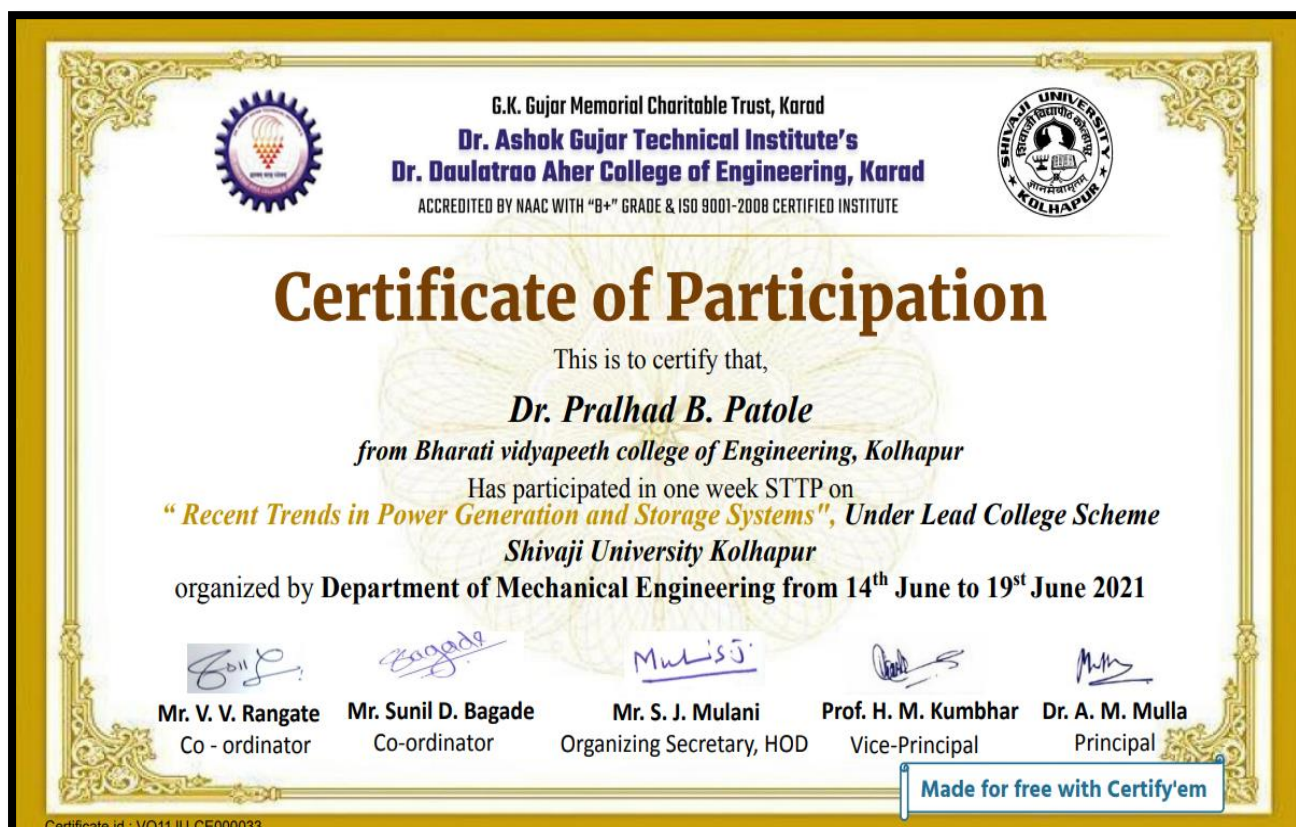 G.K. Gujar Memorial Charitable Trust, Karad
Dr. Ashok Gujar Technical Institute's
Dr. Daulatrao Aher College of Engineering, Karad
ACCREDITED BY NAAC WITH "B+" GRADE & ISO 9001-2008 CERTIFIED INSTITUTE
SHIVAJI UNIVERSITY
शिवाजी विद्यापीठ कोल्हापूर
ज्ञानमेवामृतम्
KOLHAPUR
Certificate of Participation
This is to certify that,
Dr. Pralhad B. Patole
from Bharati vidyapeeth college of Engineering, Kolhapur
Has participated in one week STTP on
“ Recent Trends in Power Generation and Storage Systems", Under Lead College Scheme
Shivaji University Kolhapur
organized by Department of Mechanical Engineering from 14th June to 19st June 2021
Bagade
Mulisj.
Mr. V. V. Rangate
Co - ordinator
Mr. Sunil D. Bagade
Co-ordinator
Mr. S. J. Mulani
Organizing Secretary, HOD
Prof. H. M. Kumbhar
Vice-Principal
Dr. A. M. Mulla
Principal
Made for free with Certify'em